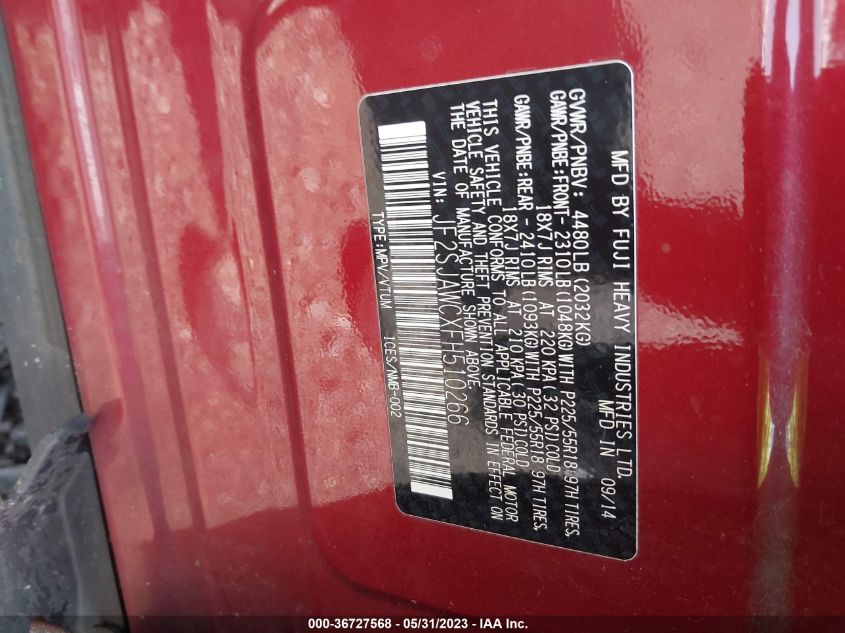 MFD BY FUJI HEAVY INDUSTRIES LTD.
MFD IN 09/14
GVWR/PNBV: 4480LB (2032KG)
GAWR/PNBE:FRONT- 2310LB (1048KG)WITH P225/55R18 97H TIRES,
18X7J RIMS AT 220 KPA(32 PSI)COLD
GAWR/PNBE:REAR - 2410LB (1093KG)WITH P225/55R18 97H TIRES,
18X7J RIMS AT 210 KPA(30 PSI)COLD
THIS VEHICLE CONFORMS TO ALL APPLICABLE FEDERAL MOTOR
VEHICLE SAFETY AND THEFT PREVENTION STANDARDS IN EFFECT ON
THE DATE OF MANUFACTURE SHOWN ABOVE.
VIN: JF2SJAWCXFH510266
TYPE:MPV/VTUM ICES/NMB-002
000-36727568 - 05/31/2023 - IAA Inc.